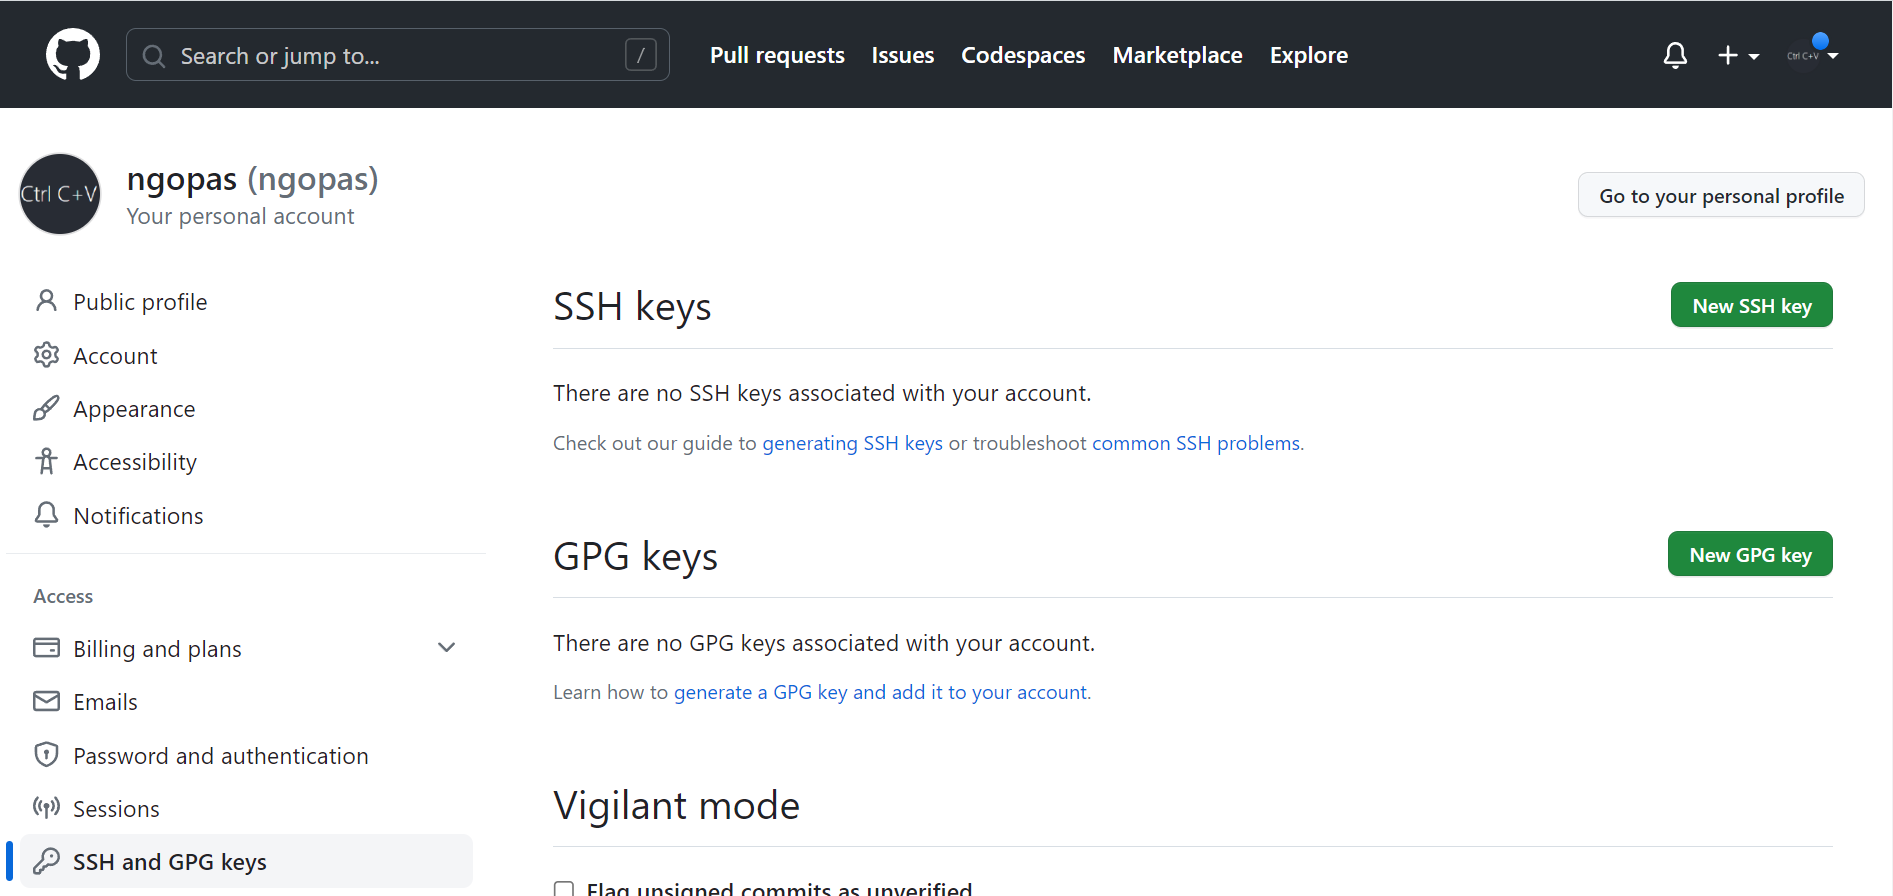 Search or jump to... /
Pull requests Issues Codespaces Marketplace Explore
Ctrl C+V
Ctrl C+V
ngopas (ngopas)
Your personal account
Go to your personal profile
Public profile
Account
Appearance
Accessibility
Notifications
Access
Billing and plans
Emails
Password and authentication
Sessions
SSH and GPG keys
SSH keys
New SSH key
There are no SSH keys associated with your account.
Check out our guide to generating SSH keys or troubleshoot common SSH problems.
GPG keys
New GPG key
There are no GPG keys associated with your account.
Learn how to generate a GPG key and add it to your account.
Vigilant mode
Flag unsigned commits as unverified